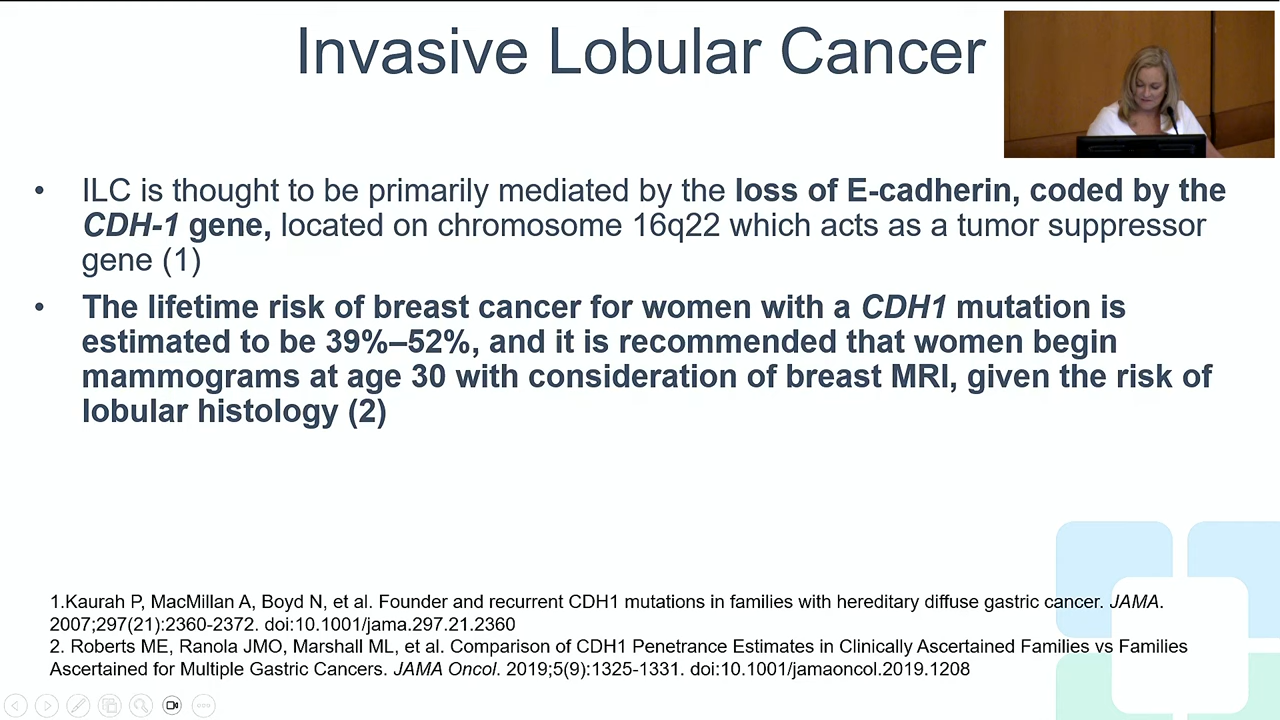 Invasive Lobular Cancer
• ILC is thought to be primarily mediated by the loss of E-cadherin, coded by the
CDH-1 gene, located on chromosome 16q22 which acts as a tumor suppressor
gene (1)
• The lifetime risk of breast cancer for women with a CDH1 mutation is
estimated to be 39%–52%, and it is recommended that women begin
mammograms at age 30 with consideration of breast MRI, given the risk of
lobular histology (2)
1.Kaurah P, MacMillan A, Boyd N, et al. Founder and recurrent CDH1 mutations in families with hereditary diffuse gastric cancer. JAMA.
2007;297(21):2360-2372. doi:10.1001/jama.297.21.2360
2. Roberts ME, Ranola JMO, Marshall ML, et al. Comparison of CDH1 Penetrance Estimates in Clinically Ascertained Families vs Families
Ascertained for Multiple Gastric Cancers. JAMA Oncol. 2019;5(9):1325-1331. doi:10.1001/jamaoncol.2019.1208